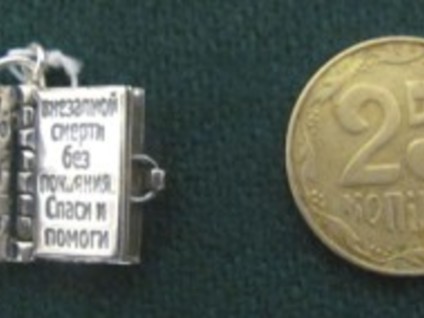 внезапной
смерти
без
покаяния.
Спаси и
помоги
25